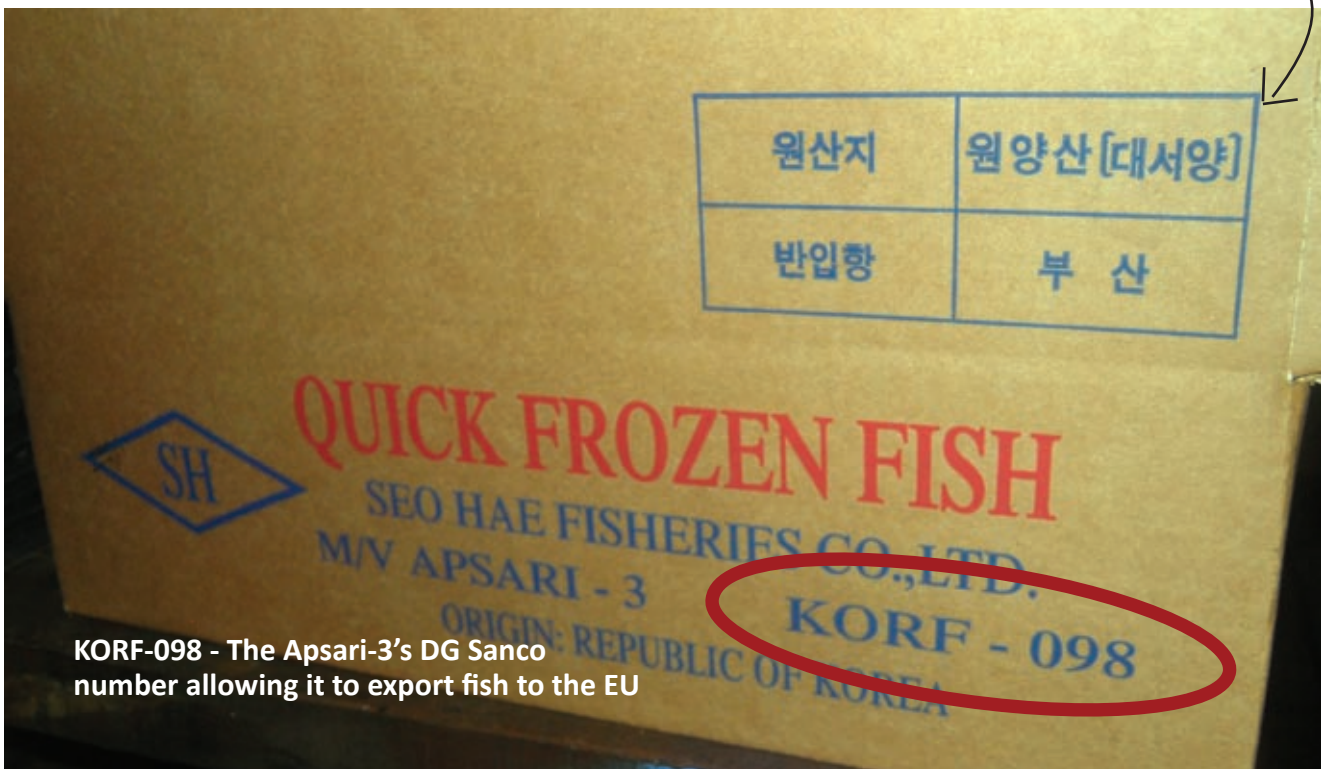 원산지 원양산 [대서양]
반입항 부 산
QUICK FROZEN FISH
SH
SEO HAE FISHERIES CO.,LTD.
M/V APSARI - 3 KORF - 098
ORIGIN: REPUBLIC OF KOREA
KORF-098 - The Apsari-3's DG Sanco
number allowing it to export fish to the EU